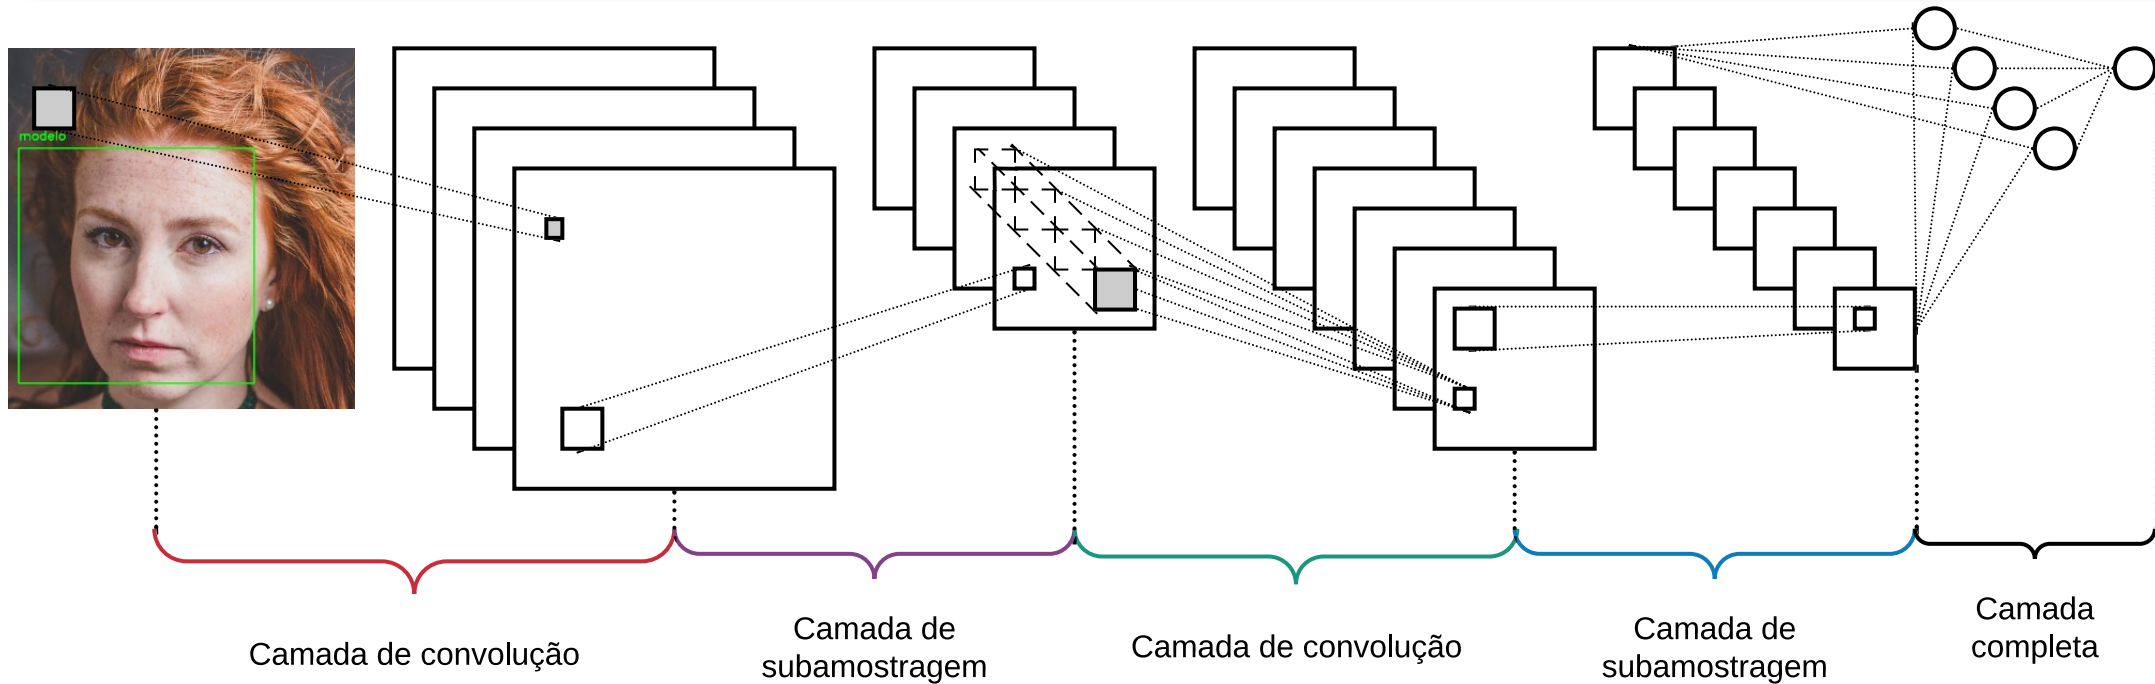 modelo
Camada de convolução
Camada de
subamostragem
Camada de convolução
Camada de
subamostragem
Camada
completa